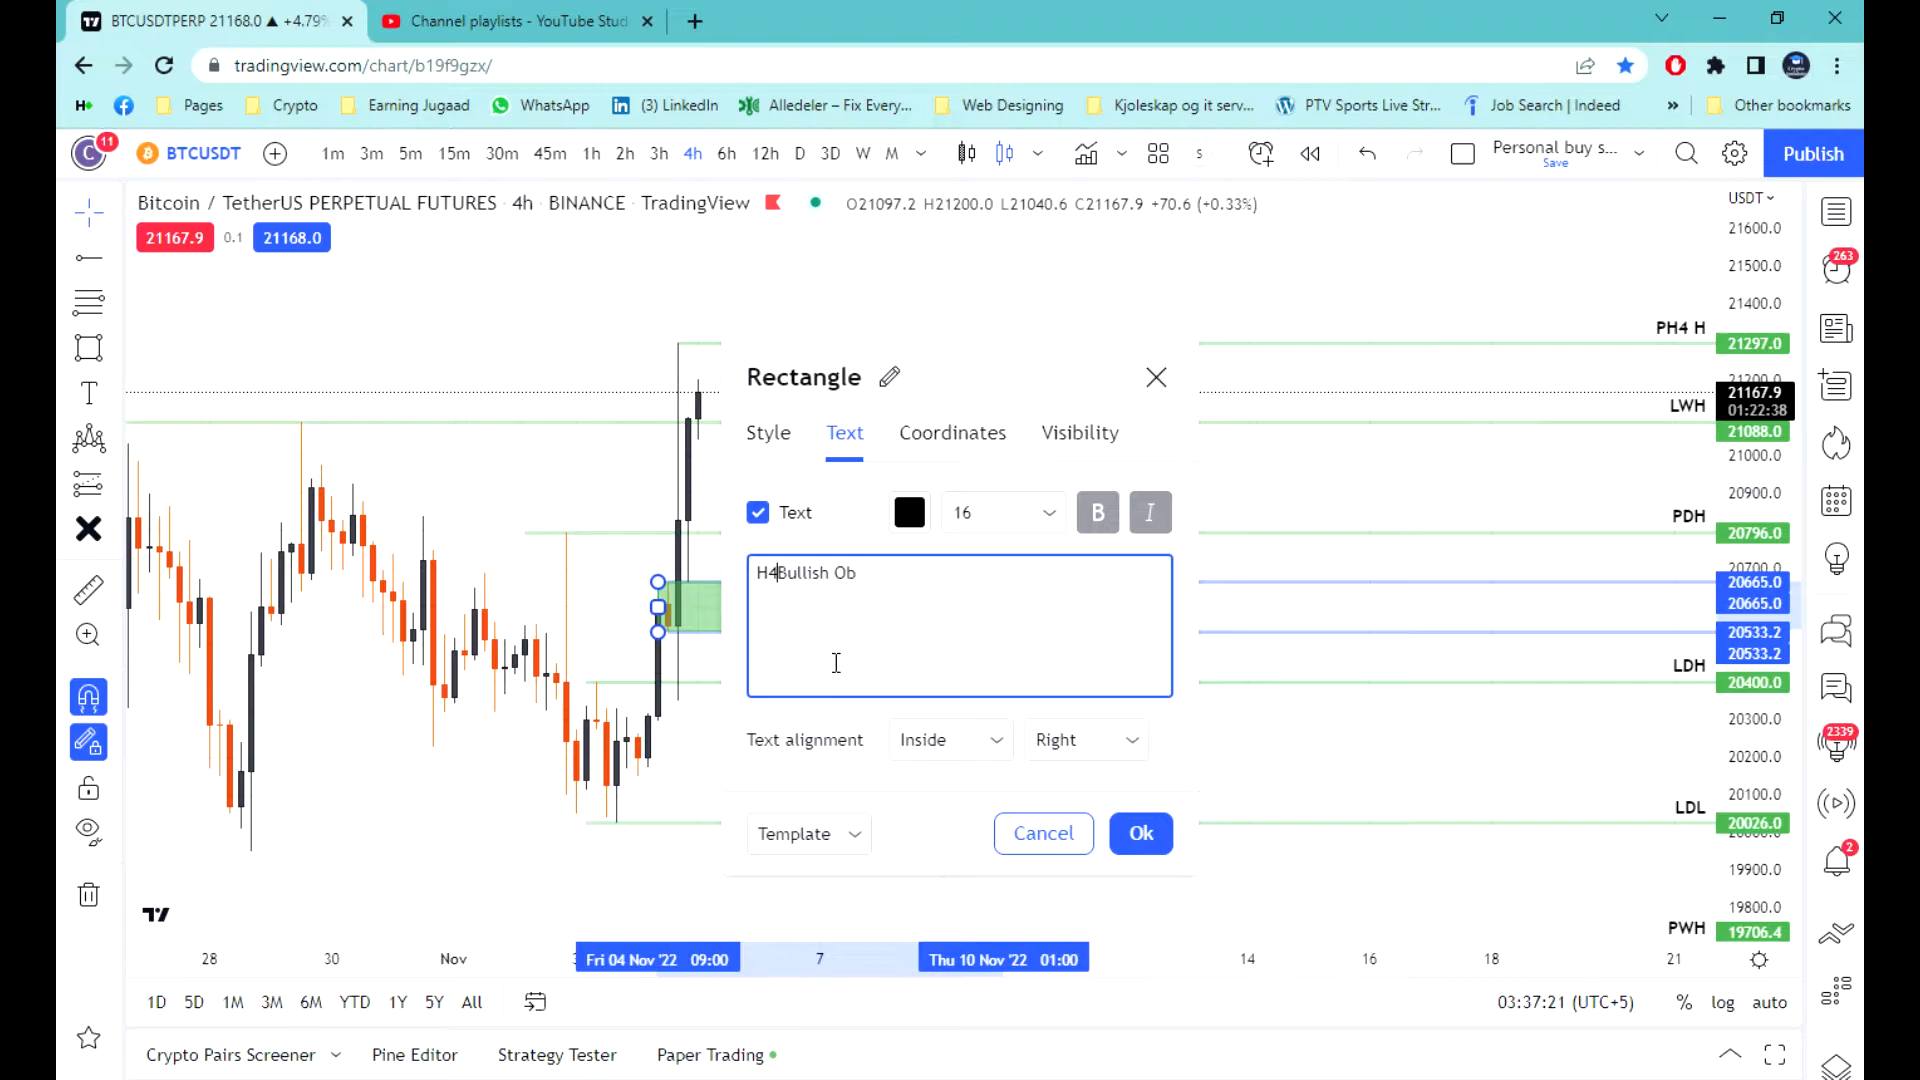 BTCUSDTPERP 21168.0 ▲ +4.79%
Channel playlists - YouTube Stud
tradingview.com/chart/b19f9gzx/
H Pages Crypto Earning Jugaad WhatsApp (3) LinkedIn Alledeler – Fix Every... Web Designing Kjoleskap og it serv... PTV Sports Live Str... Job Search | Indeed » Other bookmarks
C 11 BTCUSDT 1m 3m 5m 15m 30m 45m 1h 2h 3h 4h 6h 12h D 3D W M s Personal buy s... Publish
Save
Bitcoin / TetherUS PERPETUAL FUTURES · 4h · BINANCE · TradingView O21097.2 H21200.0 L21040.6 C21167.9 +70.6 (+0.33%)
USDT
21167.9 0.1 21168.0
21600.0
263
21500.0
21400.0
PH4 H
21297.0
21200.0
21167.9
LWH 01:22:38
21088.0
21000.0
20900.0
PDH
20796.0
20700.0
20665.0
20665.0
20533.2
20533.2
LDH
20400.0
20300.0
2339
20200.0
20100.0
LDL
20026.0
20000.0
2
19900.0
19800.0
PWH
19706.4
Rectangle
Style Text Coordinates Visibility
Text 16 B I
H4Bullish Ob
Text alignment Inside Right
Template Cancel Ok
28 30 Nov Fri 04 Nov '22 09:00 7 Thu 10 Nov '22 01:00 14 16 18 21
1D 5D 1M 3M 6M YTD 1Y 5Y All 03:37:21 (UTC+5) % log auto
Crypto Pairs Screener Pine Editor Strategy Tester Paper Trading